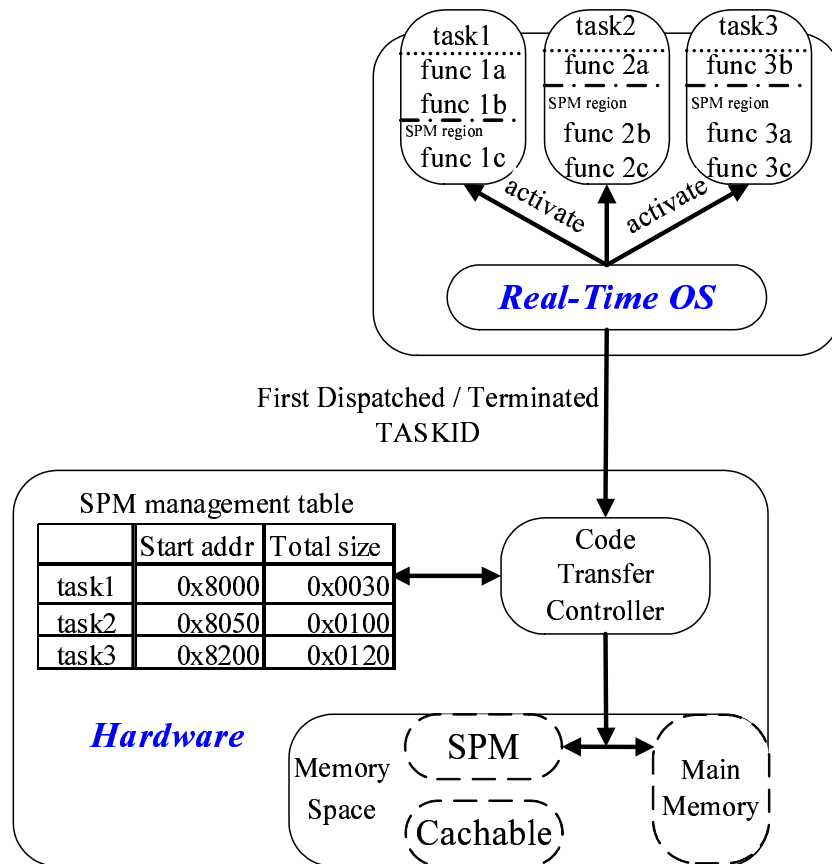 task1
func 1a
func 1b
SPM region
func 1c
task2
func 2a
SPM region
func 2b
func 2c
task3
func 3b
SPM region
func 3a
func 3c
activate
activate
Real-Time OS
First Dispatched / Terminated
TASKID
SPM management table
Start addr Total size
task1 0x8000 0x0030
task2 0x8050 0x0100
task3 0x8200 0x0120
Code
Transfer
Controller
Hardware
Memory
Space
SPM
Cachable
Main
Memory